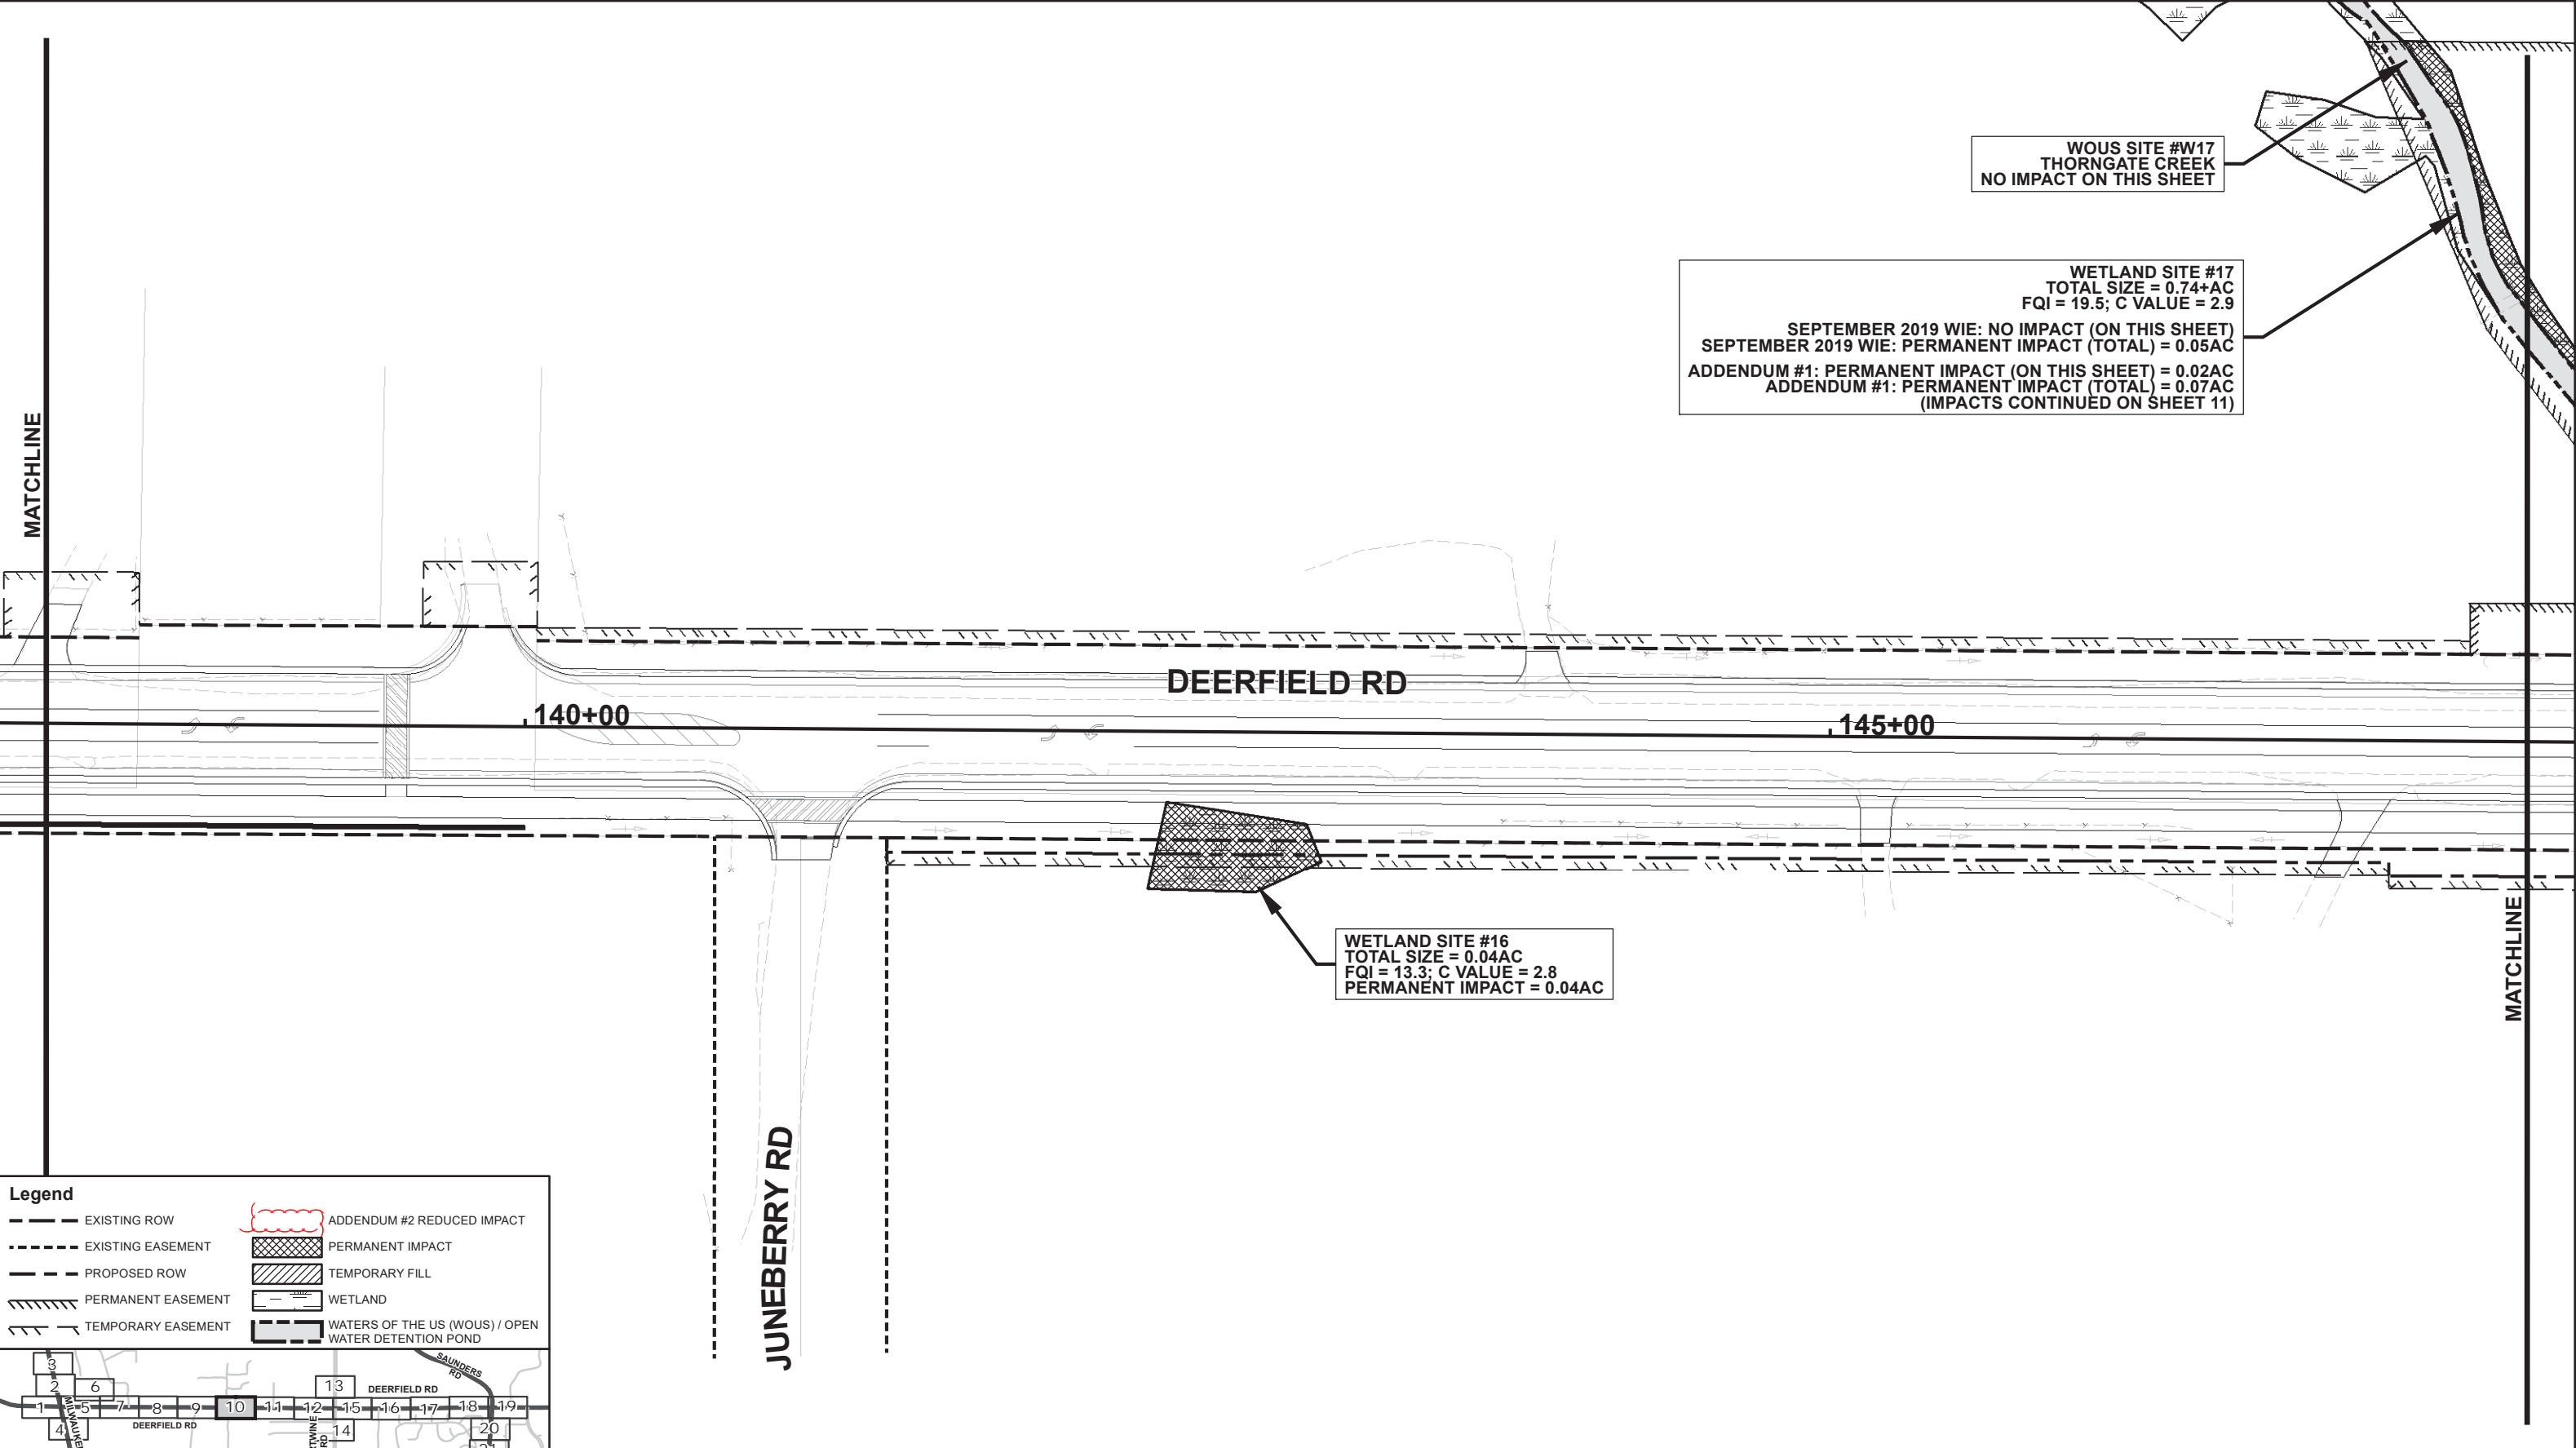 WOUS SITE #W17
THORNGATE CREEK
NO IMPACT ON THIS SHEET
WETLAND SITE #17
TOTAL SIZE = 0.74+AC
FQI = 19.5; C VALUE = 2.9
SEPTEMBER 2019 WIE: NO IMPACT (ON THIS SHEET)
SEPTEMBER 2019 WIE: PERMANENT IMPACT (TOTAL) = 0.05AC
ADDENDUM #1: PERMANENT IMPACT (ON THIS SHEET) = 0.02AC
ADDENDUM #1: PERMANENT IMPACT (TOTAL) = 0.07AC
(IMPACTS CONTINUED ON SHEET 11)
MATCHLINE
DEERFIELD RD
140+00
145+00
WETLAND SITE #16
TOTAL SIZE = 0.04AC
FQI = 13.3; C VALUE = 2.8
PERMANENT IMPACT = 0.04AC
MATCHLINE
JUNEBERRY RD
Legend
EXISTING ROW
EXISTING EASEMENT
PROPOSED ROW
PERMANENT EASEMENT
TEMPORARY EASEMENT
ADDENDUM #2 REDUCED IMPACT
PERMANENT IMPACT
TEMPORARY FILL
WETLAND
WATERS OF THE US (WOUS) / OPEN
WATER DETENTION POND
SAUNDERS
RD
3
2 6
13
DEERFIELD RD
1 5 7 8 9 10 11 12 15 16 17 18 19
DEERFIELD RD
4
14
20
RD